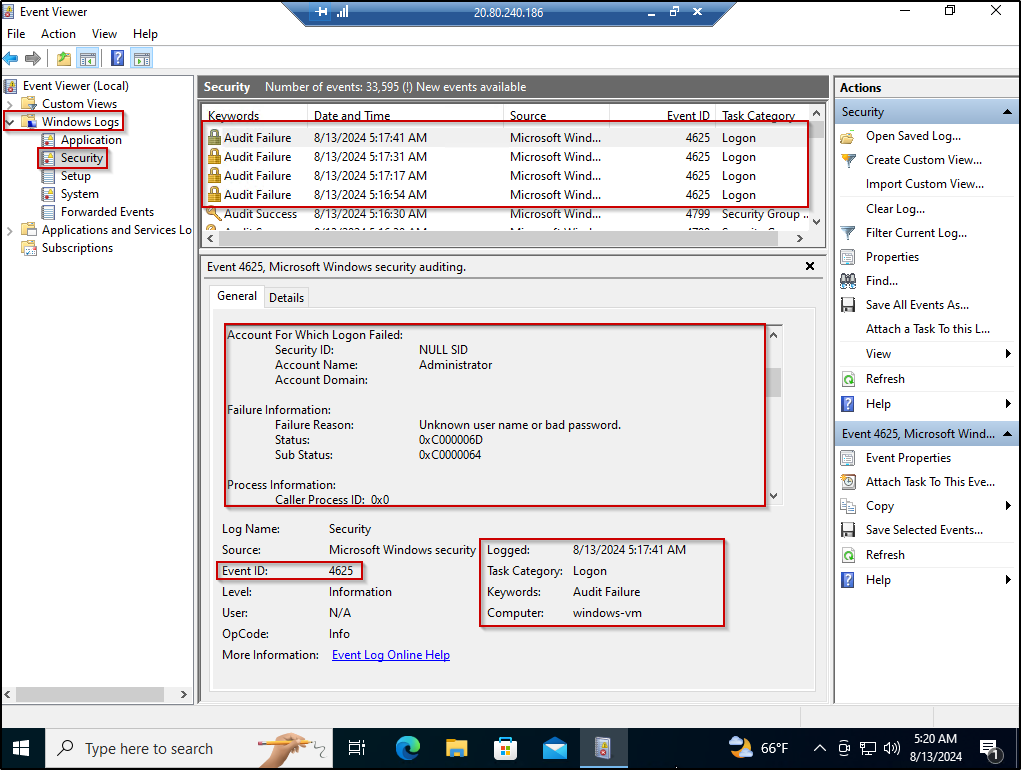 Event Viewer
20.80.240.186
File Action View Help
Event Viewer (Local)
Custom Views
Windows Logs
Application
Security
Setup
System
Forwarded Events
Applications and Services Lo
Subscriptions
Security Number of events: 33,595 (!) New events available
Keywords Date and Time Source Event ID Task Category
Audit Failure 8/13/2024 5:17:41 AM Microsoft Wind... 4625 Logon
Audit Failure 8/13/2024 5:17:31 AM Microsoft Wind... 4625 Logon
Audit Failure 8/13/2024 5:17:17 AM Microsoft Wind... 4625 Logon
Audit Failure 8/13/2024 5:16:54 AM Microsoft Wind... 4625 Logon
Audit Success 8/13/2024 5:16:30 AM Microsoft Wind... 4799 Security Group ..
Event 4625, Microsoft Windows security auditing.
General Details
Account For Which Logon Failed:
Security ID: NULL SID
Account Name: Administrator
Account Domain:
Failure Information:
Failure Reason: Unknown user name or bad password.
Status: 0xC000006D
Sub Status: 0xC0000064
Process Information:
Caller Process ID: 0x0
Log Name: Security
Source: Microsoft Windows security Logged: 8/13/2024 5:17:41 AM
Event ID: 4625 Task Category: Logon
Level: Information Keywords: Audit Failure
User: N/A Computer: windows-vm
OpCode: Info
More Information: Event Log Online Help
Actions
Security
Open Saved Log...
Create Custom View...
Import Custom View...
Clear Log...
Filter Current Log...
Properties
Find...
Save All Events As...
Attach a Task To this L...
View
Refresh
Help
Event 4625, Microsoft Wind...
Event Properties
Attach Task To This Eve...
Copy
Save Selected Events...
Refresh
Help
Type here to search
66°F
5:20 AM
8/13/2024
1